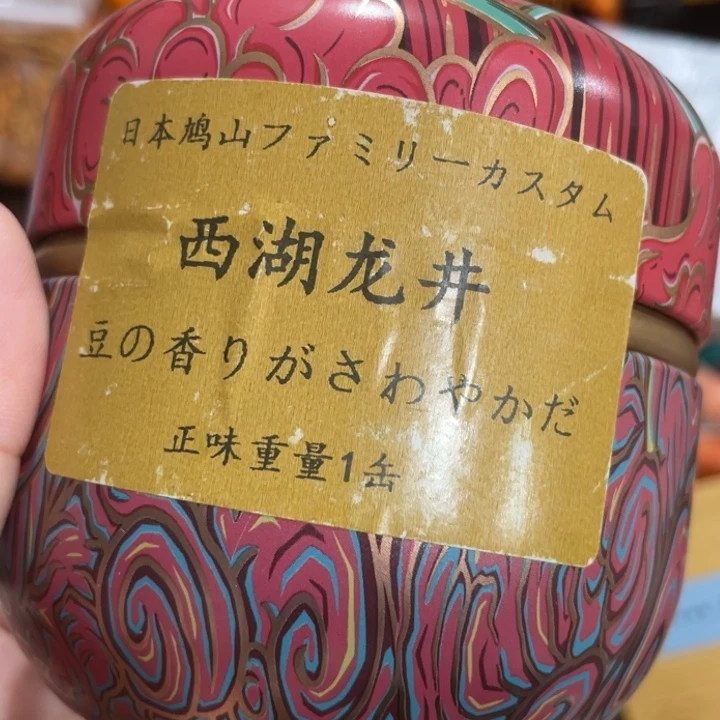 日本鳩山ファミリーカスタム
西湖龙井
豆の香りがさわやかだ
正味重量1缶